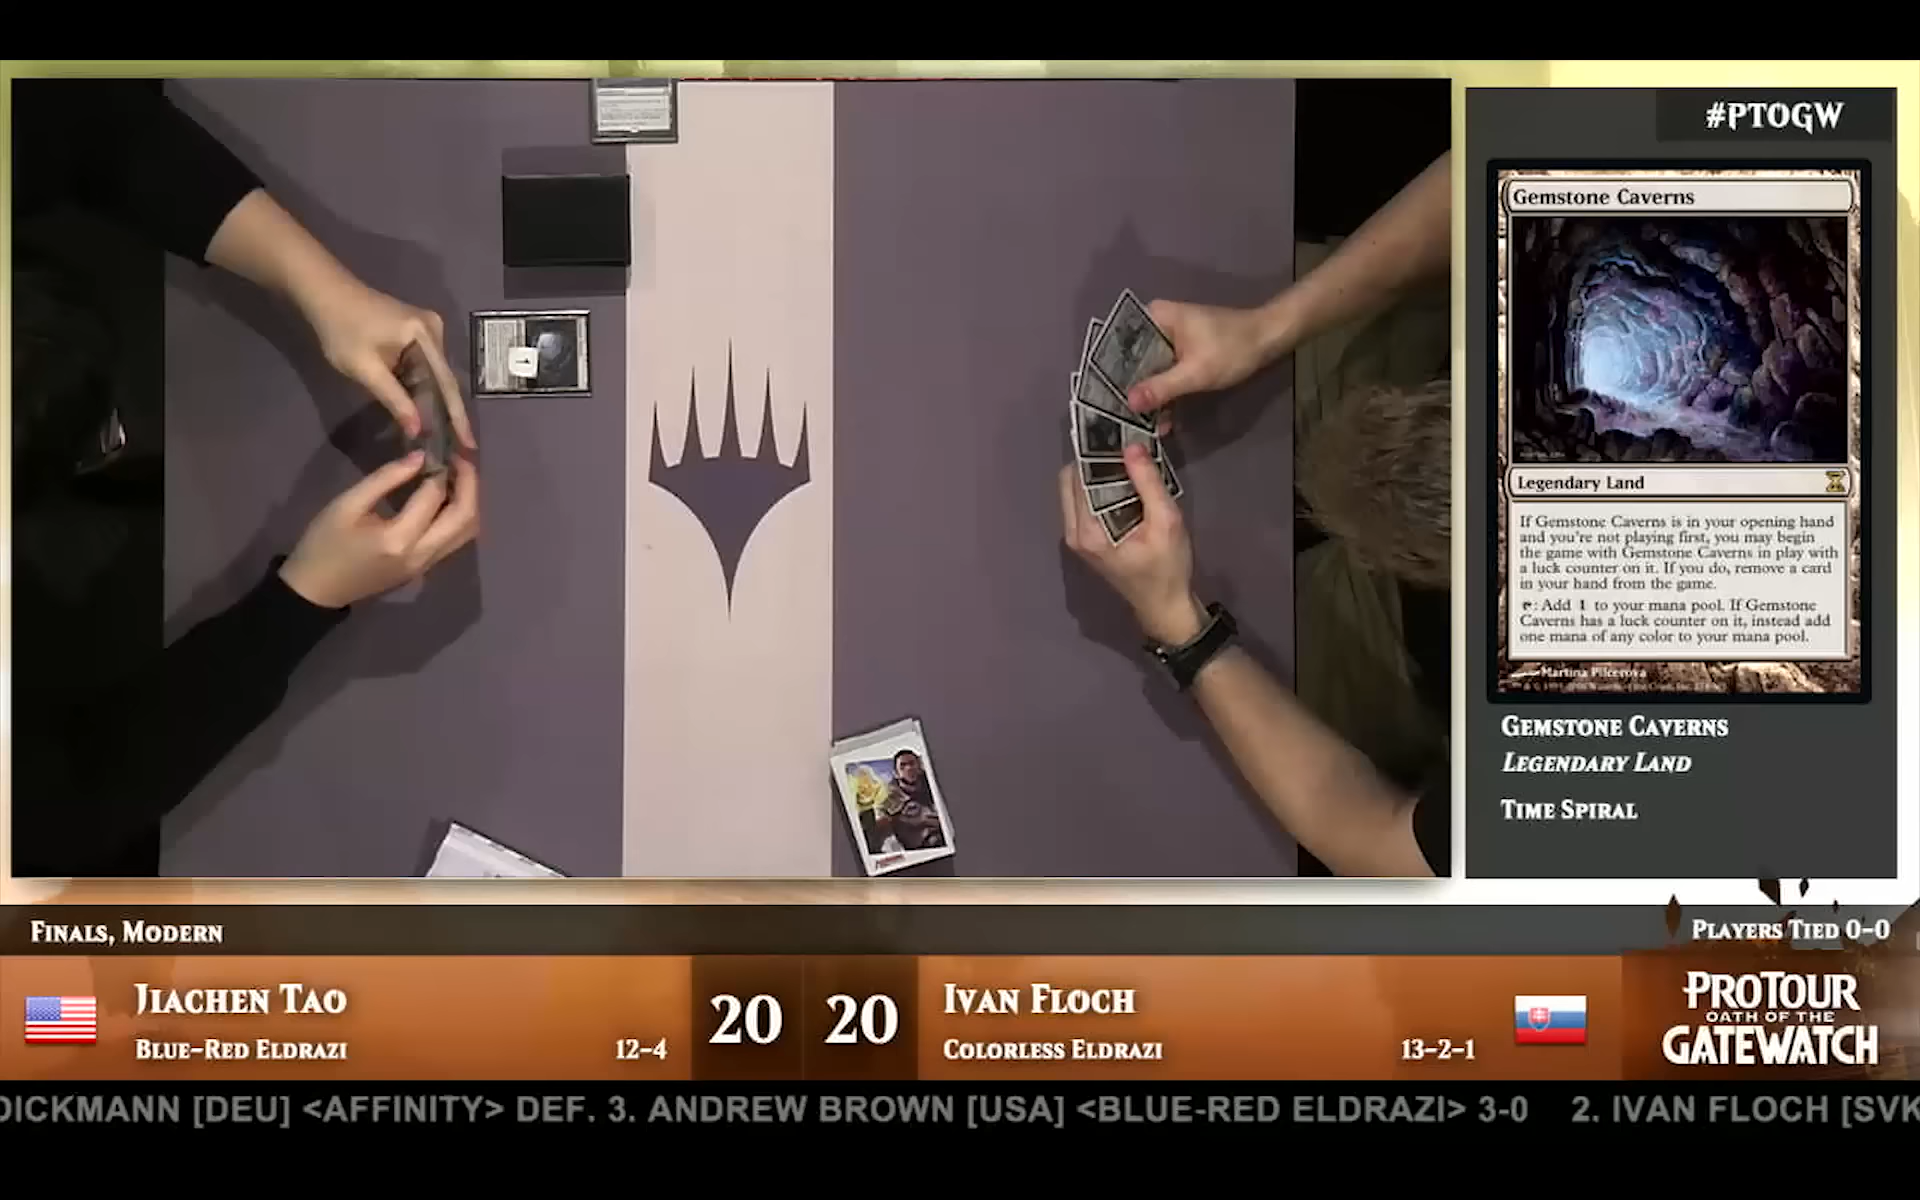 #PTOGW
Gemstone Caverns
Legendary Land
If Gemstone Caverns is in your opening hand
and you're not playing first, you may begin
the game with Gemstone Caverns in play with
a luck counter on it. If you do, remove a card
in your hand from the game.
: Add 1 to your mana pool. If Gemstone
Caverns has a luck counter on it, instead add
one mana of any color to your mana pool.
Martina Pilcerova
GEMSTONE CAVERNS
LEGENDARY LAND
TIME SPIRAL
FINALS, MODERN
PLAYERS TIED 0-0
JIACHEN TAO
BLUE-RED ELDRAZI
12-4
20
20
IVAN FLOCH
COLORLESS ELDRAZI
13-2-1
PROTOUR
OATH OF THE
GATEWATCH
DICKMANN [DEU] <AFFINITY> DEF. 3. ANDREW BROWN [USA] <BLUE-RED ELDRAZI> 3-0 2. IVAN FLOCH [SVK